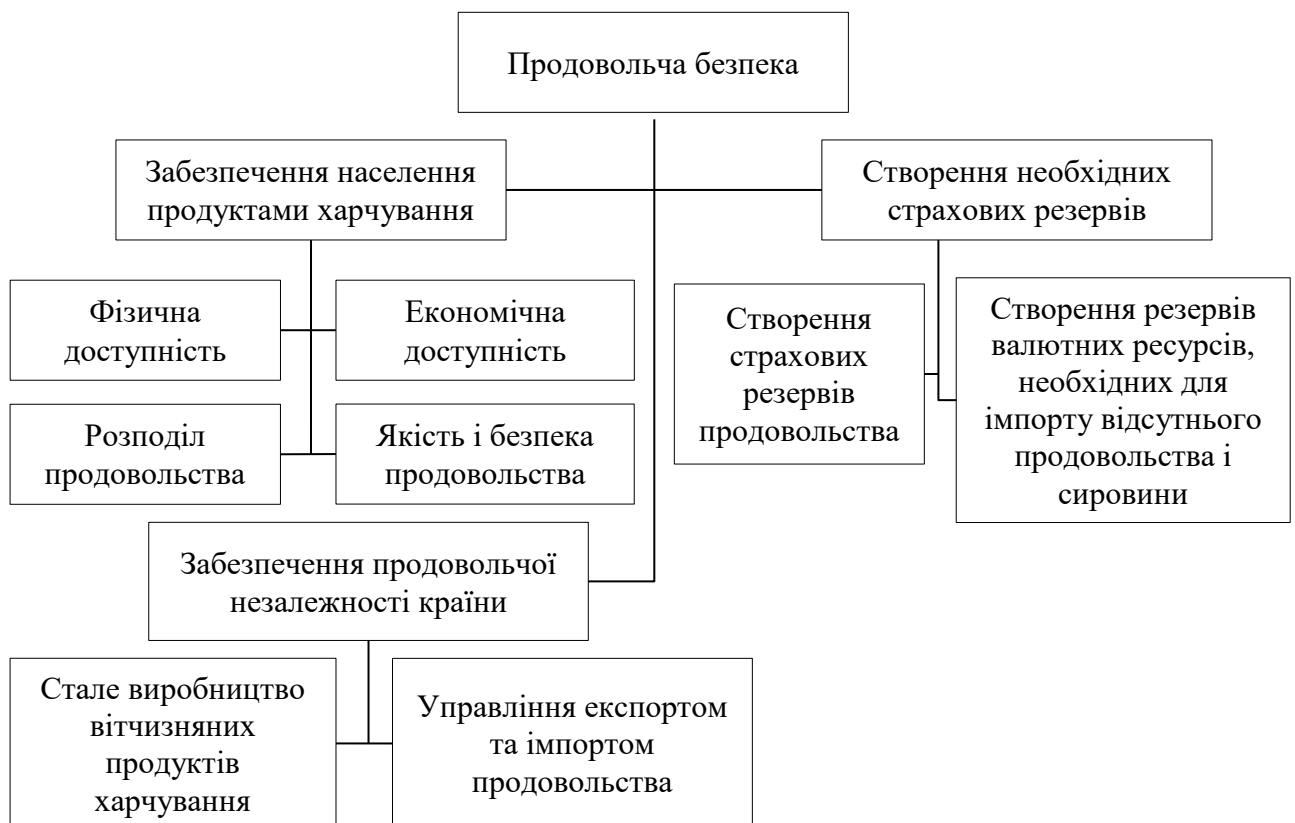 Продовольча безпека
Забезпечення населення
продуктами харчування
Створення необхідних
страхових резервів
Фізична
доступність
Економічна
доступність
Розподіл
продовольства
Якість і безпека
продовольства
Створення
страхових
резервів
продовольства
Створення резервів
валютних ресурсів,
необхідних для
імпорту відсутнього
продовольства і
сировини
Забезпечення продовольчої
незалежності країни
Стале виробництво
вітчизняних
продуктів
харчування
Управління експортом
та імпортом
продовольства